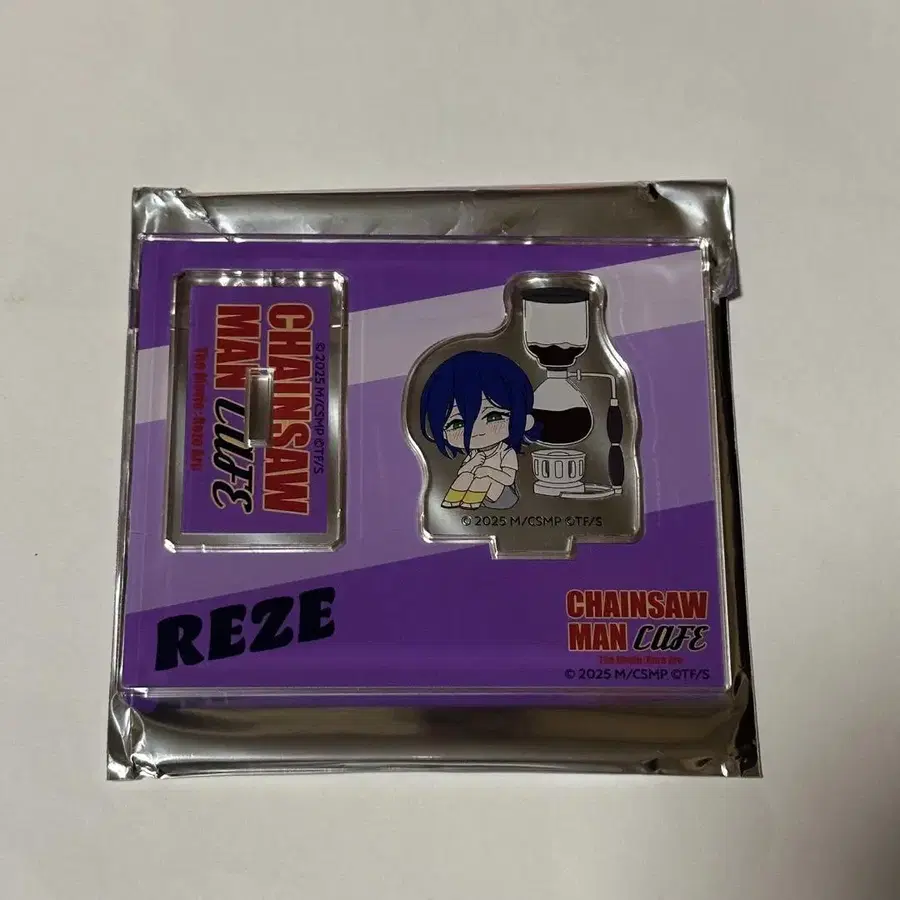 CHAINSAW
MAN CAFE
The Movie: Reze Arc
© 2025 M/CSMP ©TF/S
© 2025 M/CSMP ©TF/S
REZE
CHAINSAW
MAN CAFE
The Movie: Reze Arc
© 2025 M/CSMP ©TF/S